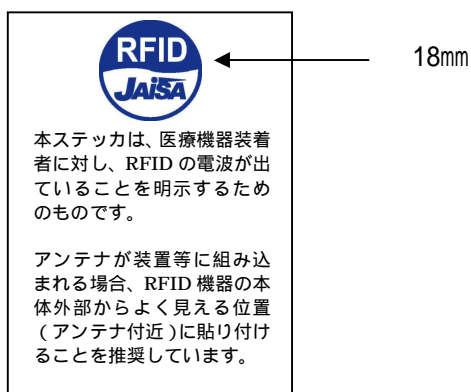 RFID
JAISA
18㎜
本ステッカは、医療機器装着
者に対し、RFID の電波が出
ていることを明示するため
のものです。
アンテナが装置等に組み込
まれる場合、RFID 機器の本
体外部からよく見える位置
(アンテナ付近)に貼り付け
ることを推奨しています。